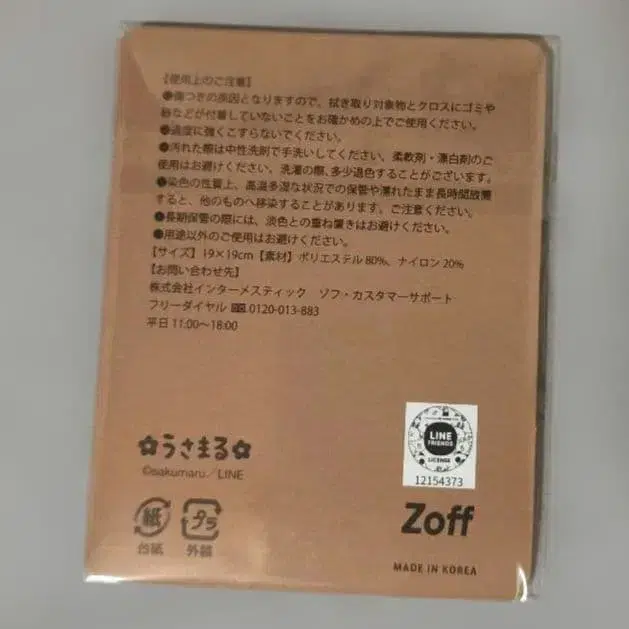 【使用上のご注意】
●傷つきの原因となりますので、拭き取り対象物とクロスにゴミや
砂などが付着していないことをお確かめの上でご使用ください。
●過度に強くこすらないでください。
●汚れた際は中性洗剤で手洗いしてください。柔軟剤・漂白剤のご
使用はお避けください。洗濯の際、多少退色することがございます。
●染色の性質上、高温多湿な状況での保管や濡れたまま長時間放置
すると、他のものへ移染することがあります。ご注意ください。
●長期保管の際には、淡色との重ね置きはお避けください。
●用途以外のご使用はお避けください。
【サイズ】19×19cm【素材】ポリエステル80%、ナイロン20%
【お問い合わせ先】
株式会社インターメスティック ゾフ・カスタマーサポート
フリーダイヤル 0120-013-883
平日 11:00〜18:00
✿うさまる✿
©sakumaru／LINE
紙
台紙
プラ
外装
LINE
FRIENDS
LICENSE
12154373
Zoff
MADE IN KOREA